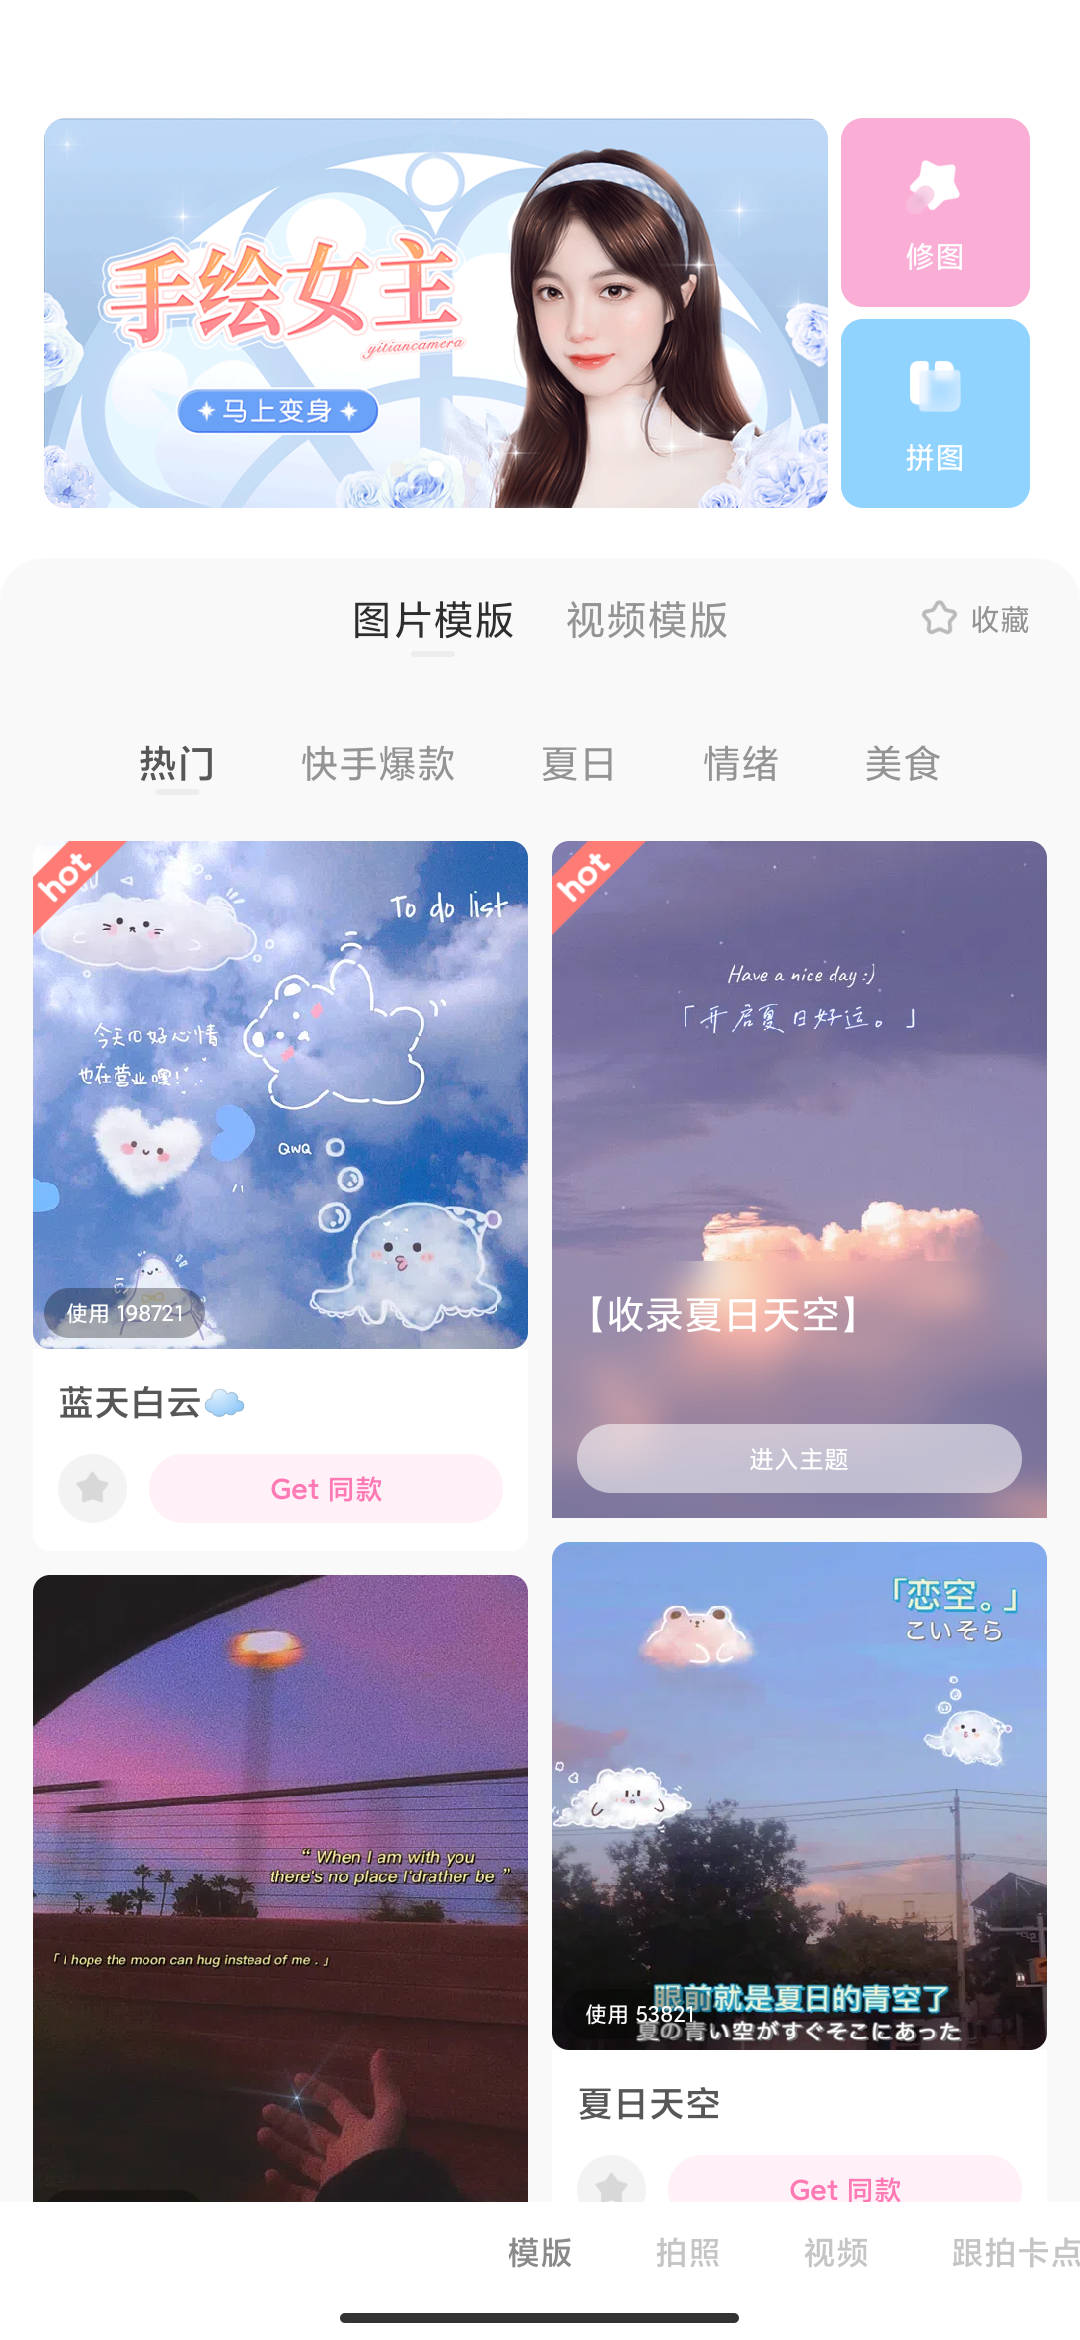 手绘女主
yitiancamera
马上变身
修图
拼图
图片模版
视频模版
收藏
热门
快手爆款
夏日
情绪
美食
hot
To do list
今天の好心情
也在营业嘿!
QWQ
使用 198721
蓝天白云
Get 同款
hot
Have a nice day :)
「开启夏日好运。」
【收录夏日天空】
进入主题
“ When I am with you
there's no place I'drather be ”
「 I hope the moon can hug instead of me . 」
「恋空。」
こいそら
眼前就是夏日的青空了
使用 53821
夏の青い空がすぐそこにあった
夏日天空
Get 同款
模版
拍照
视频
跟拍卡点